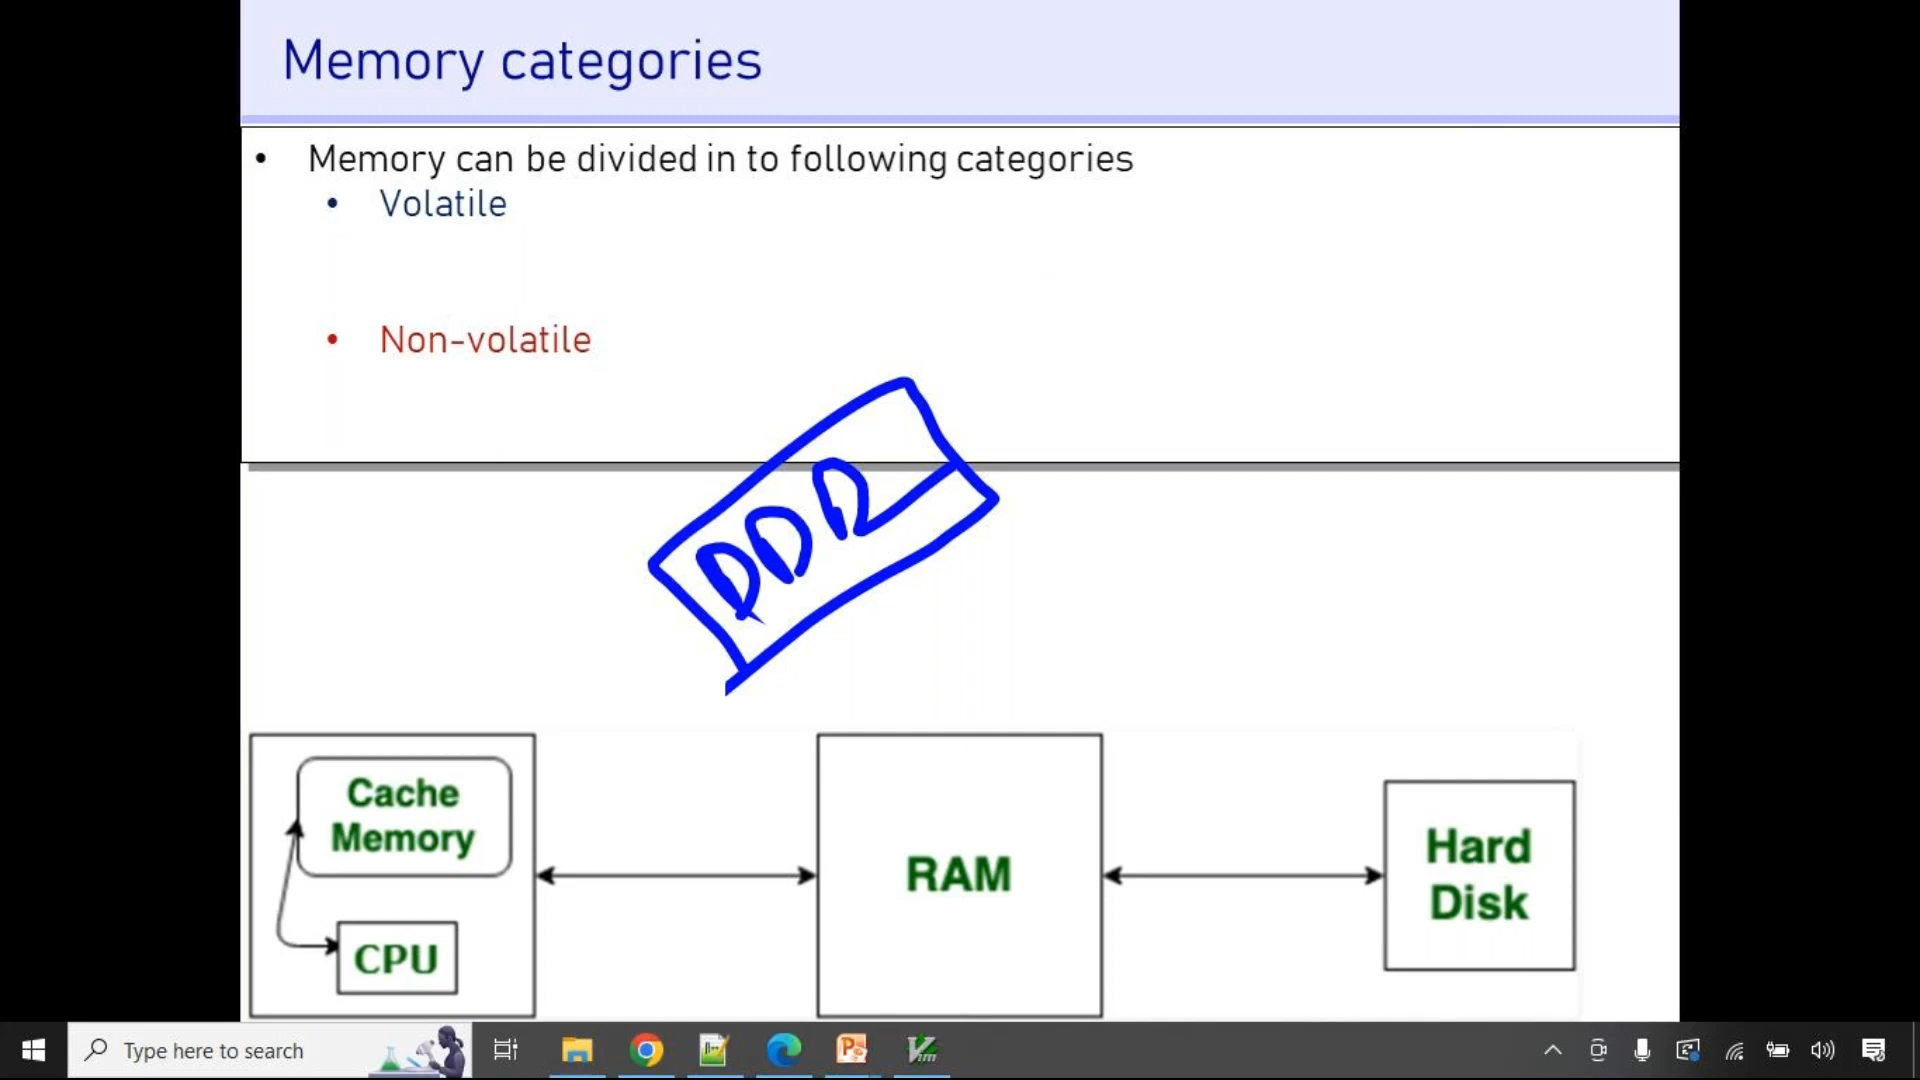 Memory categories
• Memory can be divided in to following categories
• Volatile
• Non-volatile
DDR
Cache
Memory
CPU
RAM
Hard
Disk
Type here to search